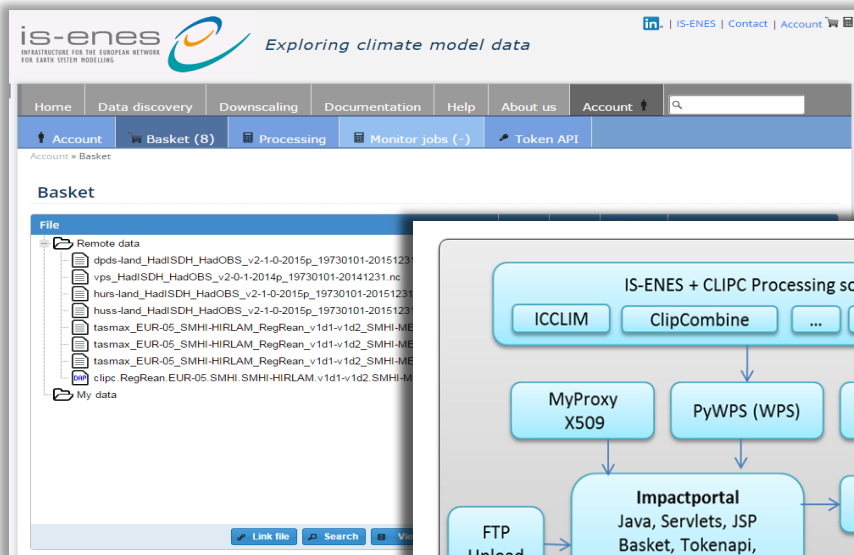 is-enes
INFRASTRUCTURE FOR THE EUROPEAN NETWORK
FOR EARTH SYSTEM MODELLING
Exploring climate model data
in. | IS-ENES | Contact | Account
Home Data discovery Downscaling Documentation Help About us Account
Account Basket (8) Processing Monitor jobs (-) Token API
Account » Basket
Basket
File
Remote data
dpds-land_HadISDH_HadOBS_v2-1-0-2015p_19730101-20151231
vps_HadISDH_HadOBS_v2-0-1-2014p_19730101-20141231.nc
hurs-land_HadISDH_HadOBS_v2-1-0-2015p_19730101-20151231
huss-land_HadISDH_HadOBS_v2-1-0-2015p_19730101-20151231
tasmax_EUR-05_SMHI-HIRLAM_RegRean_v1d1-v1d2_SMHI-ME
tasmax_EUR-05_SMHI-HIRLAM_RegRean_v1d1-v1d2_SMHI-ME
tasmax_EUR-05_SMHI-HIRLAM_RegRean_v1d1-v1d2_SMHI-ME
DAP clipc.RegRean.EUR-05.SMHI.SMHI-HIRLAM.v1d1-v1d2.SMHI-M
My data
Link file Search Vie
IS-ENES + CLIPC Processing sc
ICCLIM ClipCombine ...
MyProxy
X509
PyWPS (WPS)
Impactportal
Java, Servlets, JSP
Basket, Tokenapi,
FTP
Upload